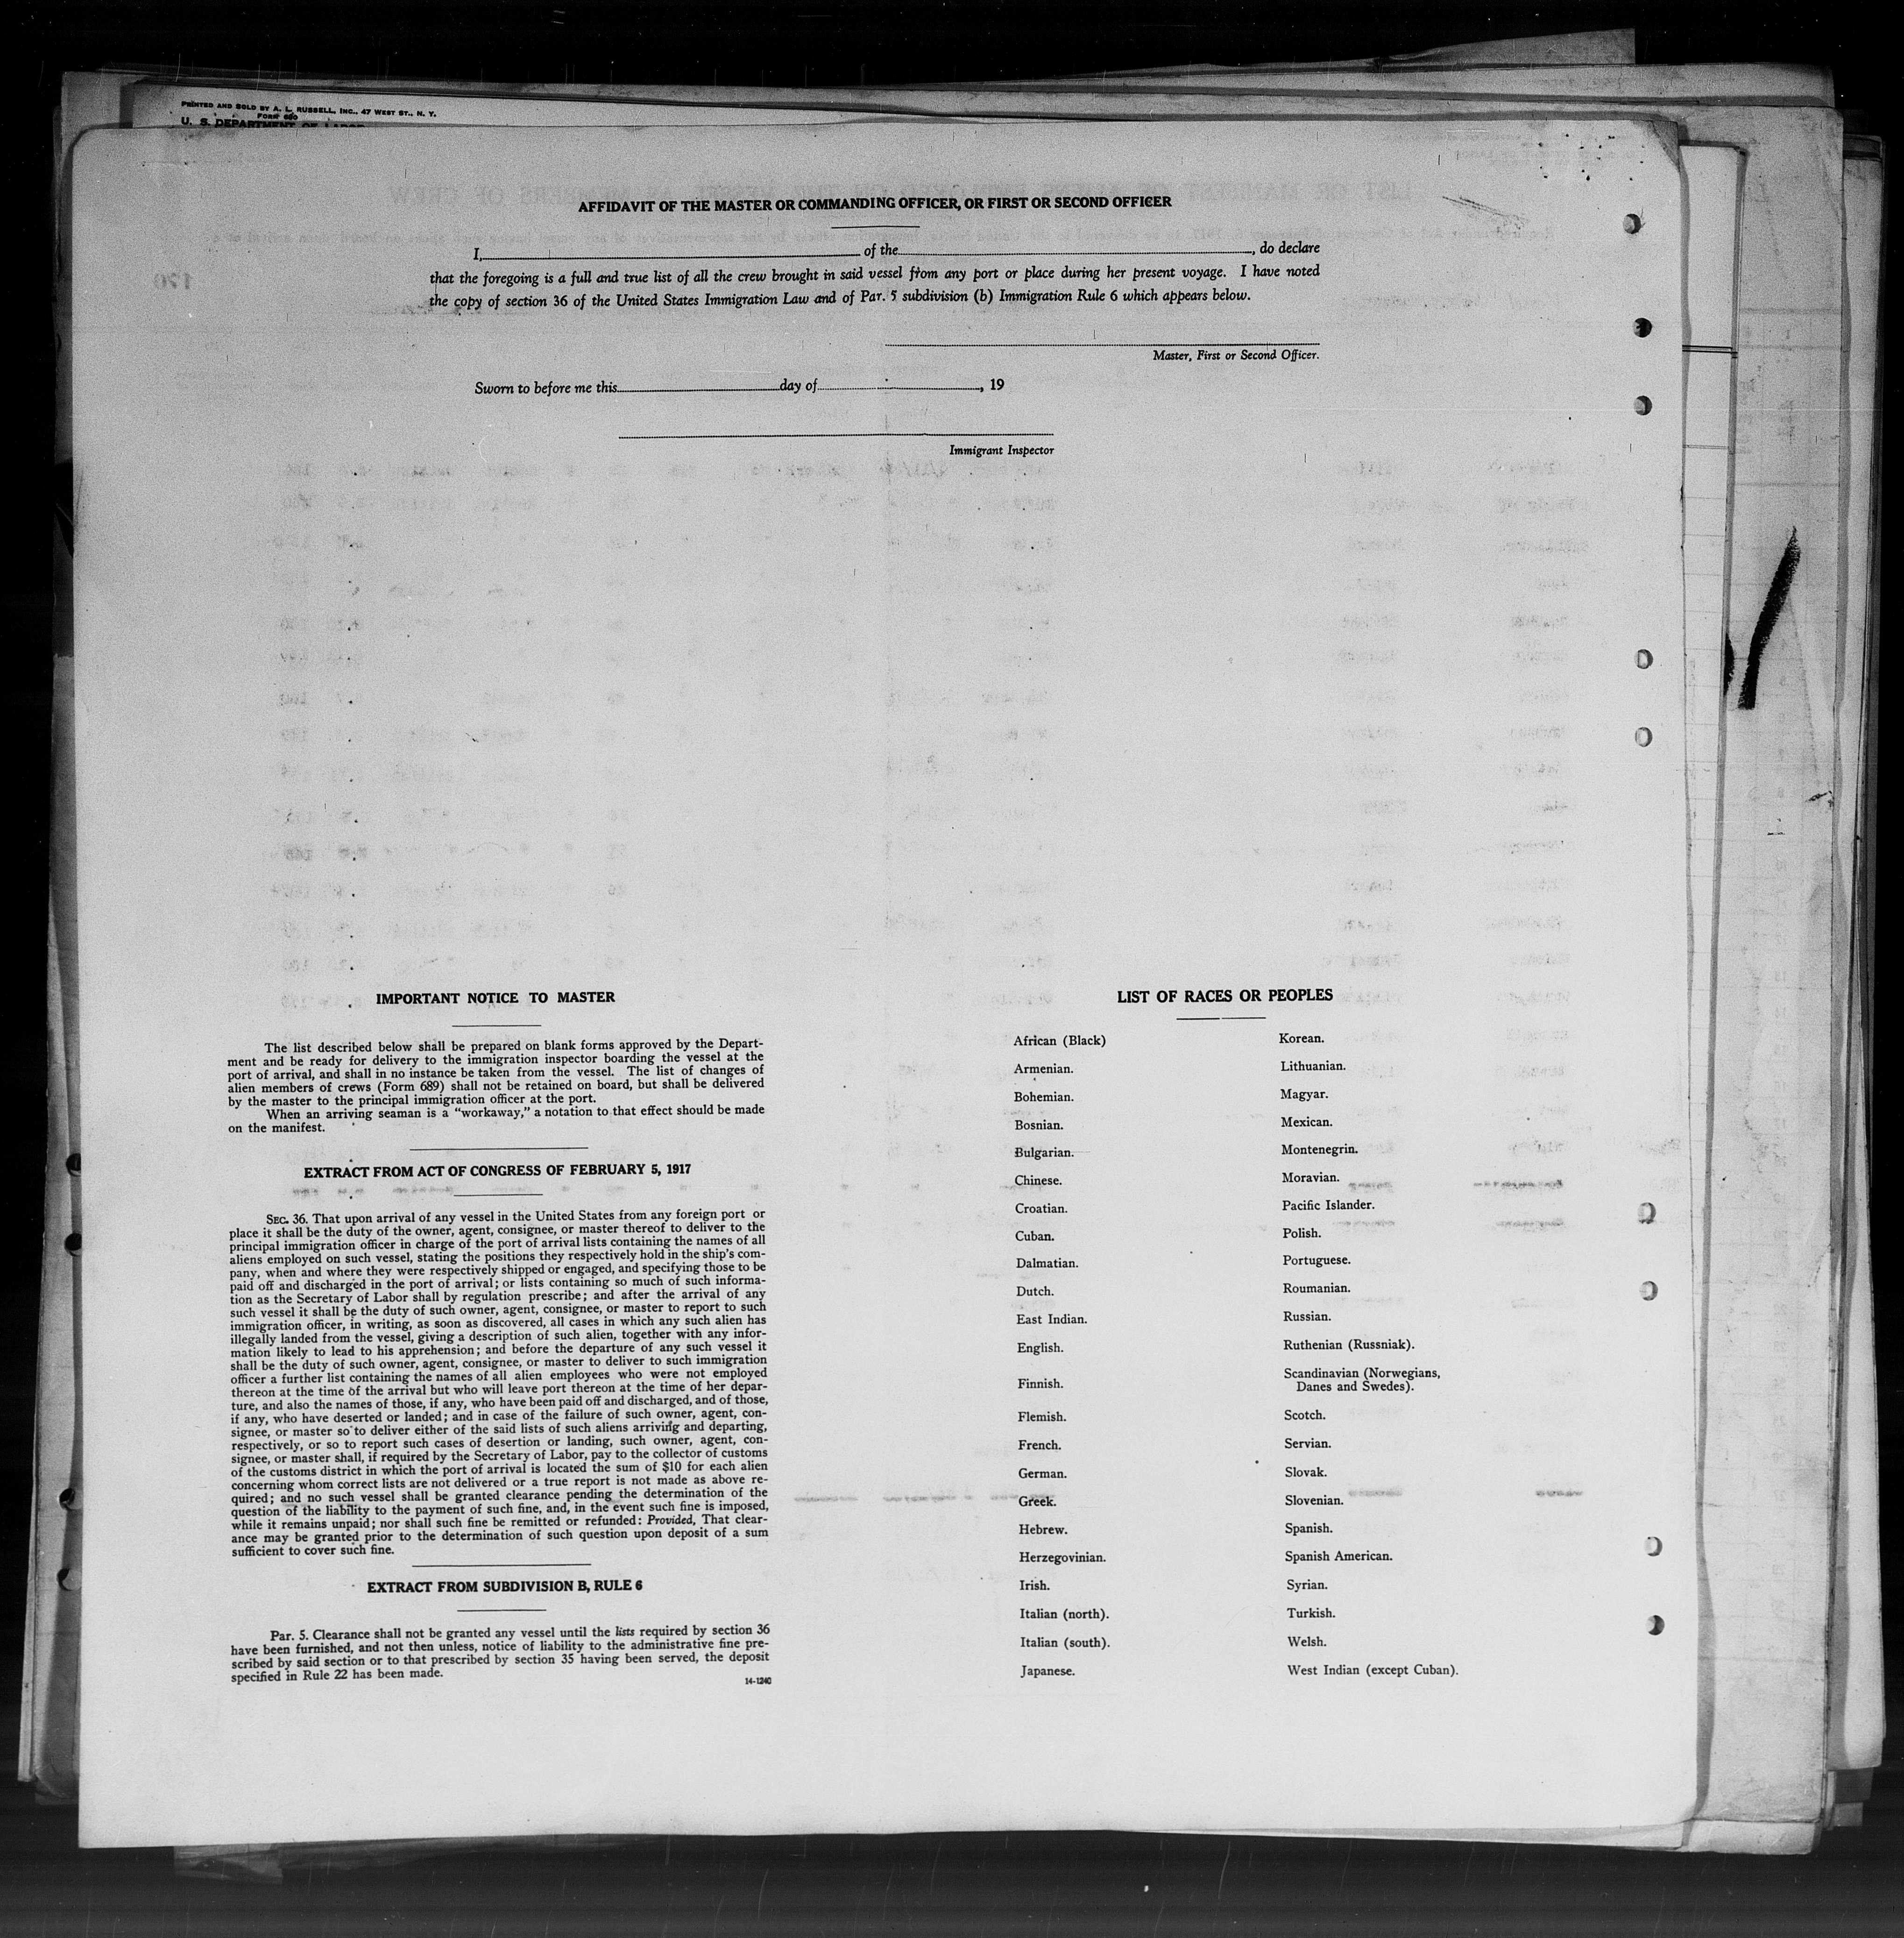 PRINTED AND SOLD BY A. L. RUSSELL, INC., 47 WEST ST., N. Y.
FORM 680
U. S. DEPARTMENT OF LABOR
AFFIDAVIT OF THE MASTER OR COMMANDING OFFICER, OR FIRST OR SECOND OFFICER
I, of the , do declare
that the foregoing is a full and true list of all the crew brought in said vessel from any port or place during her present voyage. I have noted
the copy of section 36 of the United States Immigration Law and of Par. 5 subdivision (b) Immigration Rule 6 which appears below.
Master, First or Second Officer.
Sworn to before me this day of , 19
Immigrant Inspector
IMPORTANT NOTICE TO MASTER
The list described below shall be prepared on blank forms approved by the Depart-
ment and be ready for delivery to the immigration inspector boarding the vessel at the
port of arrival, and shall in no instance be taken from the vessel. The list of changes of
alien members of crews (Form 689) shall not be retained on board, but shall be delivered
by the master to the principal immigration officer at the port.
When an arriving seaman is a “workaway,” a notation to that effect should be made
on the manifest.
EXTRACT FROM ACT OF CONGRESS OF FEBRUARY 5, 1917
SEC. 36. That upon arrival of any vessel in the United States from any foreign port or
place it shall be the duty of the owner, agent, consignee, or master thereof to deliver to the
principal immigration officer in charge of the port of arrival lists containing the names of all
aliens employed on such vessel, stating the positions they respectively hold in the ship's com-
pany, when and where they were respectively shipped or engaged, and specifying those to be
paid off and discharged in the port of arrival; or lists containing so much of such informa-
tion as the Secretary of Labor shall by regulation prescribe; and after the arrival of any
such vessel it shall be the duty of such owner, agent, consignee, or master to report to such
immigration officer, in writing, as soon as discovered, all cases in which any such alien has
illegally landed from the vessel, giving a description of such alien, together with any infor-
mation likely to lead to his apprehension; and before the departure of any such vessel it
shall be the duty of such owner, agent, consignee, or master to deliver to such immigration
officer a further list containing the names of all alien employees who were not employed
thereon at the time of the arrival but who will leave port thereon at the time of her depar-
ture, and also the names of those, if any, who have been paid off and discharged, and of those,
if any, who have deserted or landed; and in case of the failure of such owner, agent, con-
signee, or master so to deliver either of the said lists of such aliens arriving and departing,
respectively, or so to report such cases of desertion or landing, such owner, agent, con-
signee, or master shall, if required by the Secretary of Labor, pay to the collector of customs
of the customs district in which the port of arrival is located the sum of $10 for each alien
concerning whom correct lists are not delivered or a true report is not made as above re-
quired; and no such vessel shall be granted clearance pending the determination of the
question of the liability to the payment of such fine, and, in the event such fine is imposed,
while it remains unpaid; nor shall such fine be remitted or refunded: Provided, That clear-
ance may be granted prior to the determination of such question upon deposit of a sum
sufficient to cover such fine.
EXTRACT FROM SUBDIVISION B, RULE 6
Par. 5. Clearance shall not be granted any vessel until the lists required by section 36
have been furnished, and not then unless, notice of liability to the administrative fine pre-
scribed by said section or to that prescribed by section 35 having been served, the deposit
specified in Rule 22 has been made.
14-1240
LIST OF RACES OR PEOPLES
African (Black)
Armenian.
Bohemian.
Bosnian.
Bulgarian.
Chinese.
Croatian.
Cuban.
Dalmatian.
Dutch.
East Indian.
English.
Finnish.
Flemish.
French.
German.
Greek.
Hebrew.
Herzegovinian.
Irish.
Italian (north).
Italian (south).
Japanese.
Korean.
Lithuanian.
Magyar.
Mexican.
Montenegrin.
Moravian.
Pacific Islander.
Polish.
Portuguese.
Roumanian.
Russian.
Ruthenian (Russniak).
Scandinavian (Norwegians,
Danes and Swedes).
Scotch.
Servian.
Slovak.
Slovenian.
Spanish.
Spanish American.
Syrian.
Turkish.
Welsh.
West Indian (except Cuban).